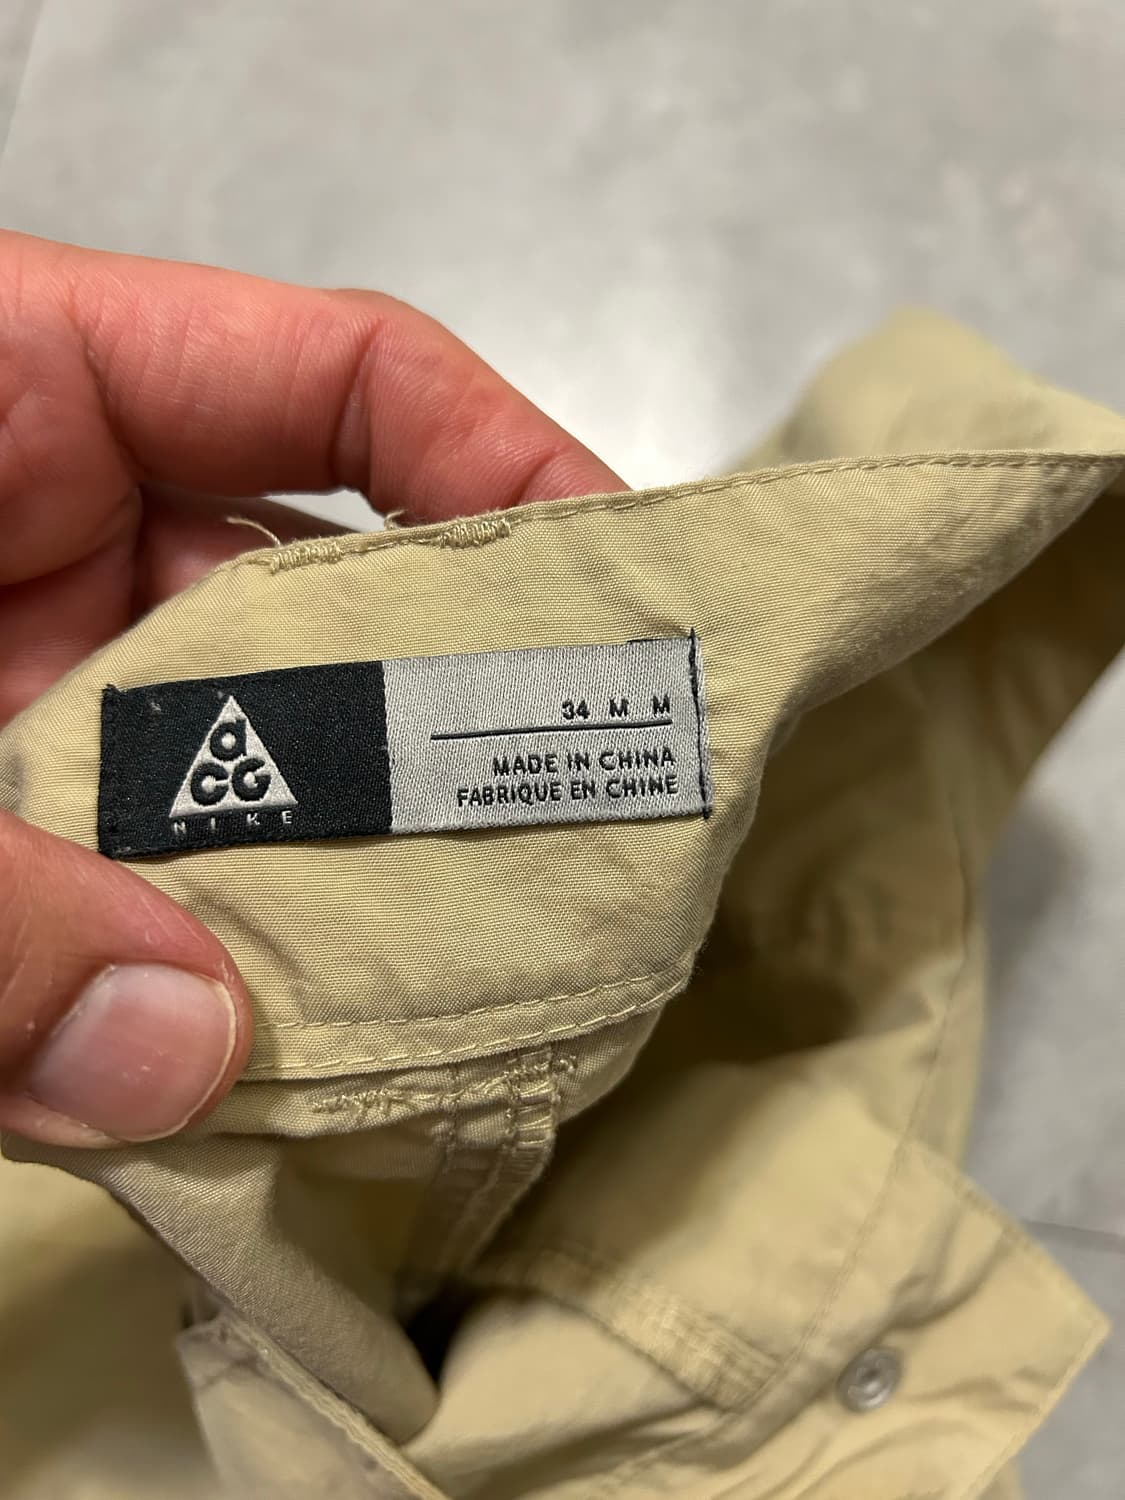 acG
NIKE
34 M M
MADE IN CHINA
FABRIQUE EN CHINE